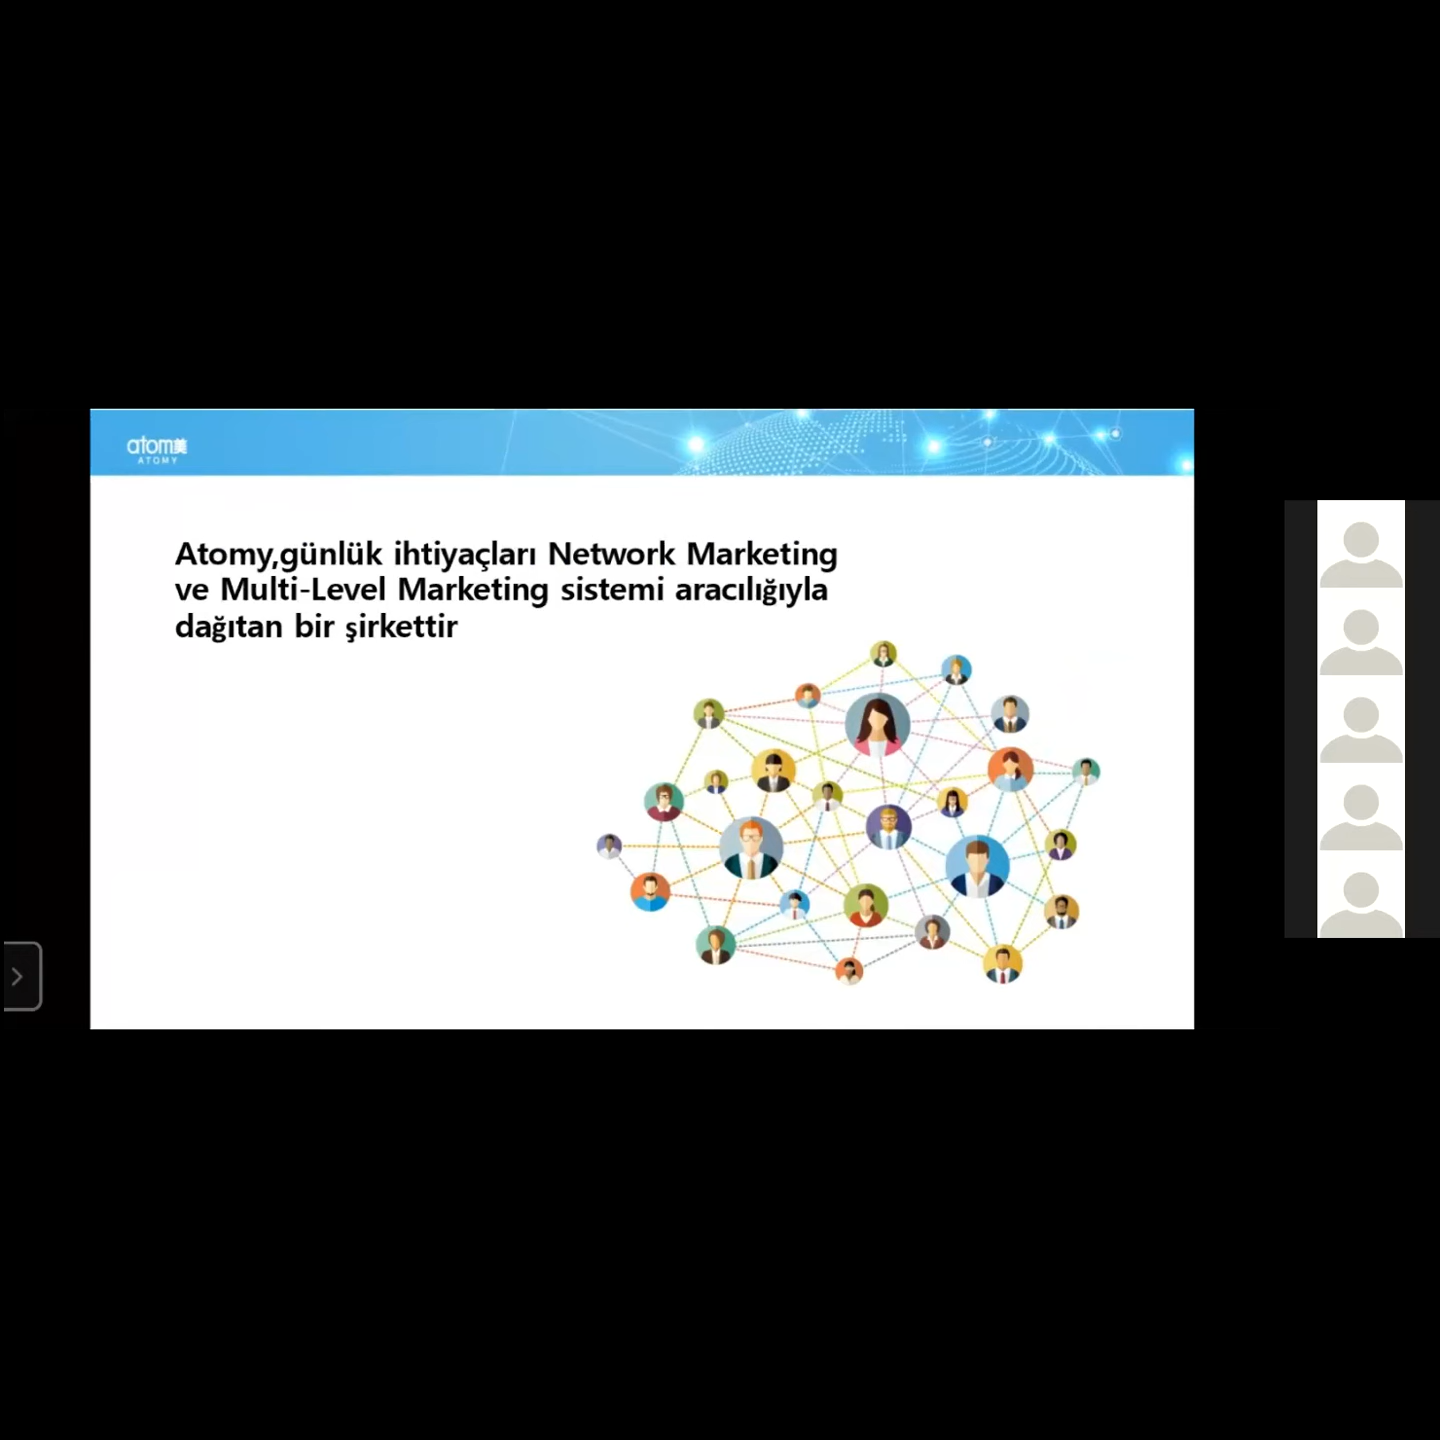 atom美
ATOMY
Atomy,günlük ihtiyaçları Network Marketing
ve Multi-Level Marketing sistemi aracılığıyla
dağıtan bir şirkettir